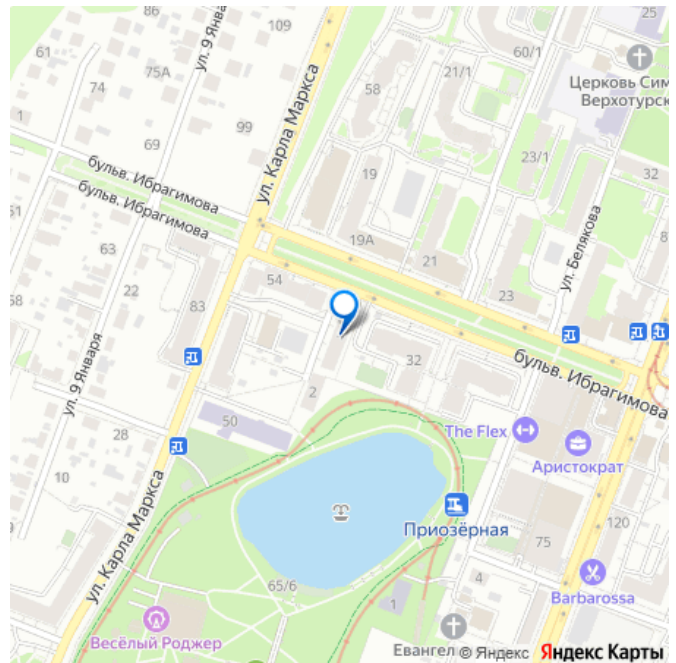 61
86
109
25
ул. 9 Января
75А
60/1
74
21/1
Церковь Сим
Верхотурск
58
1
99
ул. Карла Маркса
69
23/1
бульв. Ибрагимова
19
32
бульв. Ибрагимова
51
ул. Белякова
63
19А
21
8
54
22
23
68
83
бульв. Ибрагимова
32
ул. 9 Января
2
50
28
The Flex
Аристократ
10
Приозёрная
120
75
ул. Карла Маркса
65/6
4
1
Barbarossa
Весёлый Роджер
Евангел © Яндекс Яндекс Карты